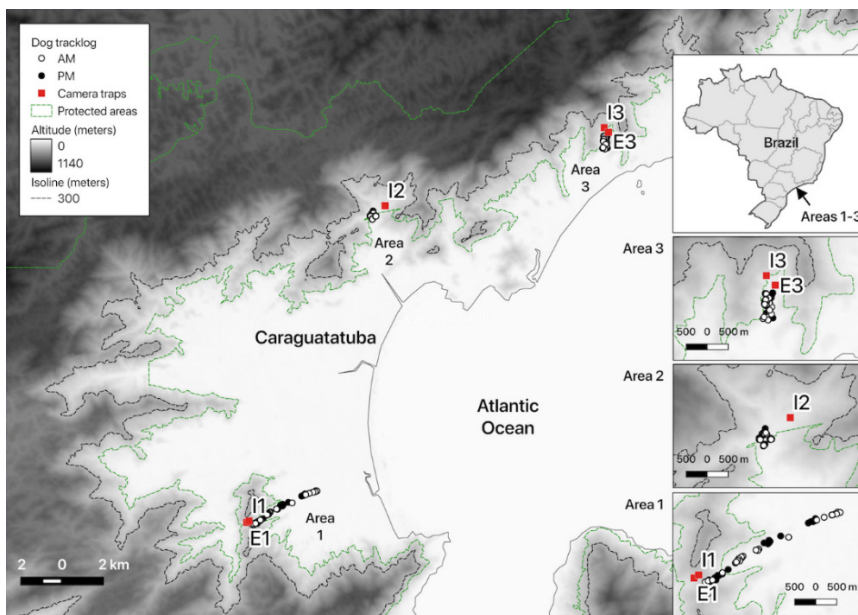 Dog tracklog
AM
PM
Camera traps
Protected areas
Altitude (meters)
0
1140
Isoline (meters)
300
I3
E3
Area
3
I2
Area
2
Caraguatatuba
Atlantic
Ocean
I1
E1
Area
1
2 0 2 km
Brazil
Areas 1-3
Area 3
I3
E3
500 0 500 m
Area 2
I2
500 0 500 m
Area 1
I1
E1
500 0 500 m